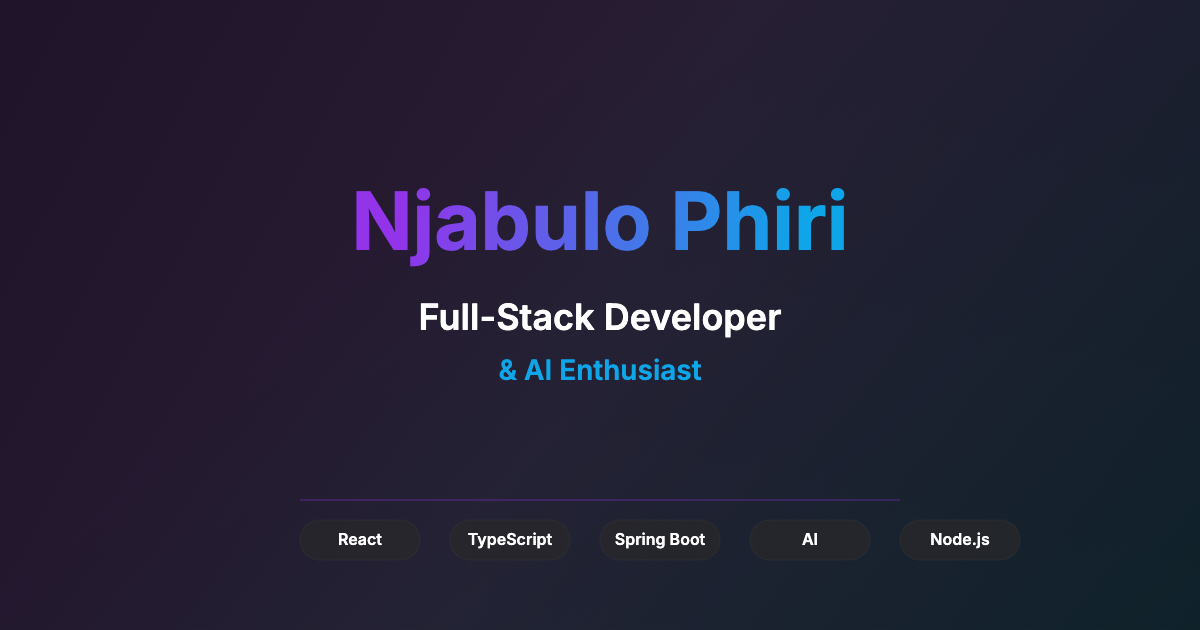 Njabulo Phiri
Full-Stack Developer
& AI Enthusiast
React TypeScript Spring Boot AI Node.js